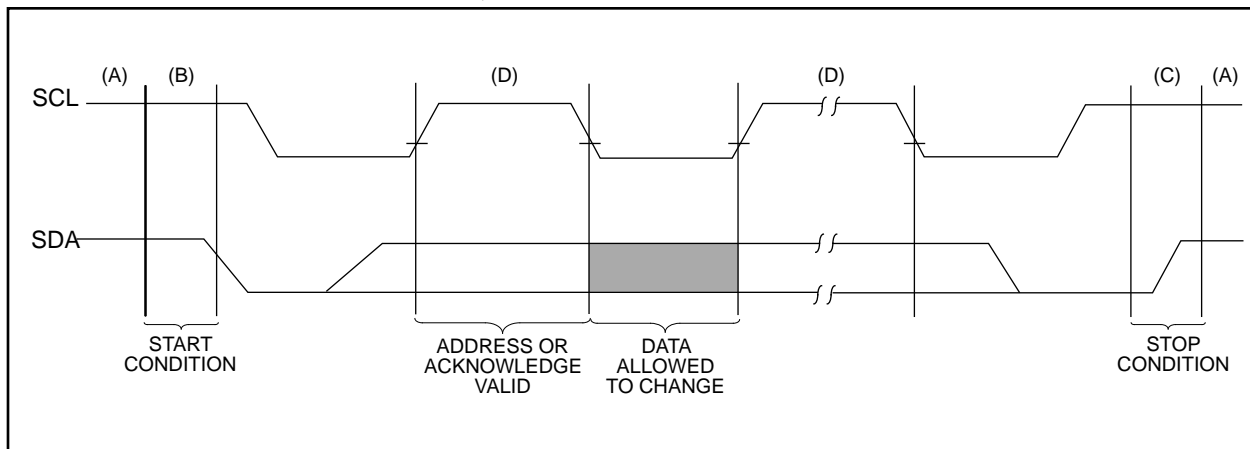 (A) (B) (D) (D) (C) (A)
SCL
SDA
START
CONDITION
ADDRESS OR
ACKNOWLEDGE
VALID
DATA
ALLOWED
TO CHANGE
STOP
CONDITION